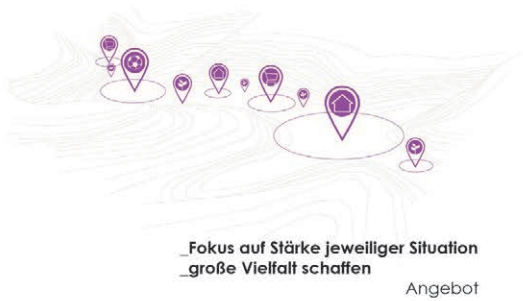 _Fokus auf Stärke jeweiliger Situation
_große Vielfalt schaffen
Angebot